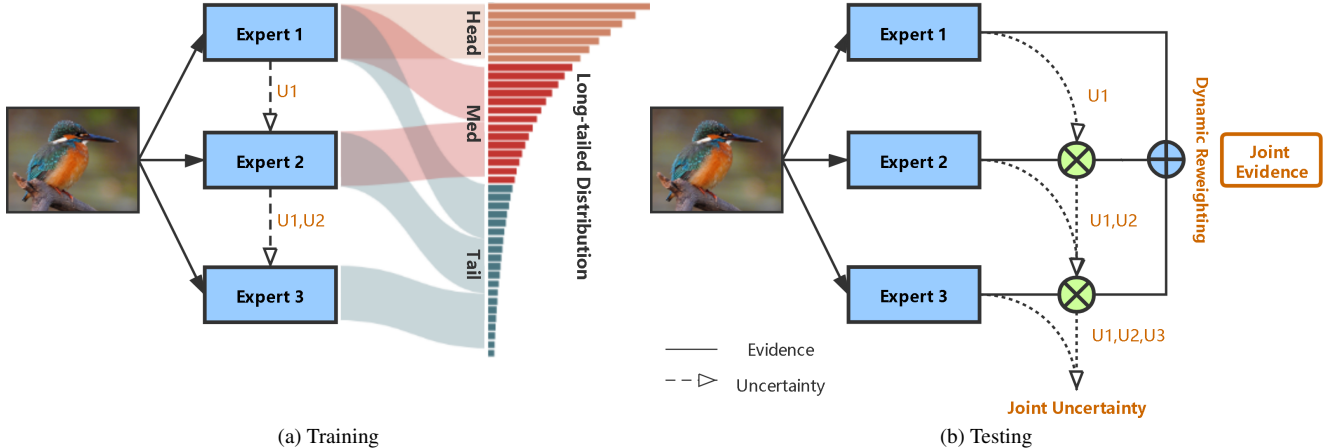 Expert 1
U1
Expert 2
U1,U2
Expert 3
Head
Med
Tail
Long-tailed Distribution
(a) Training
Expert 1
U1
Expert 2
U1,U2
Expert 3
U1,U2,U3
Dynamic Reweighting
Joint
Evidence
Evidence
Uncertainty
Joint Uncertainty
(b) Testing